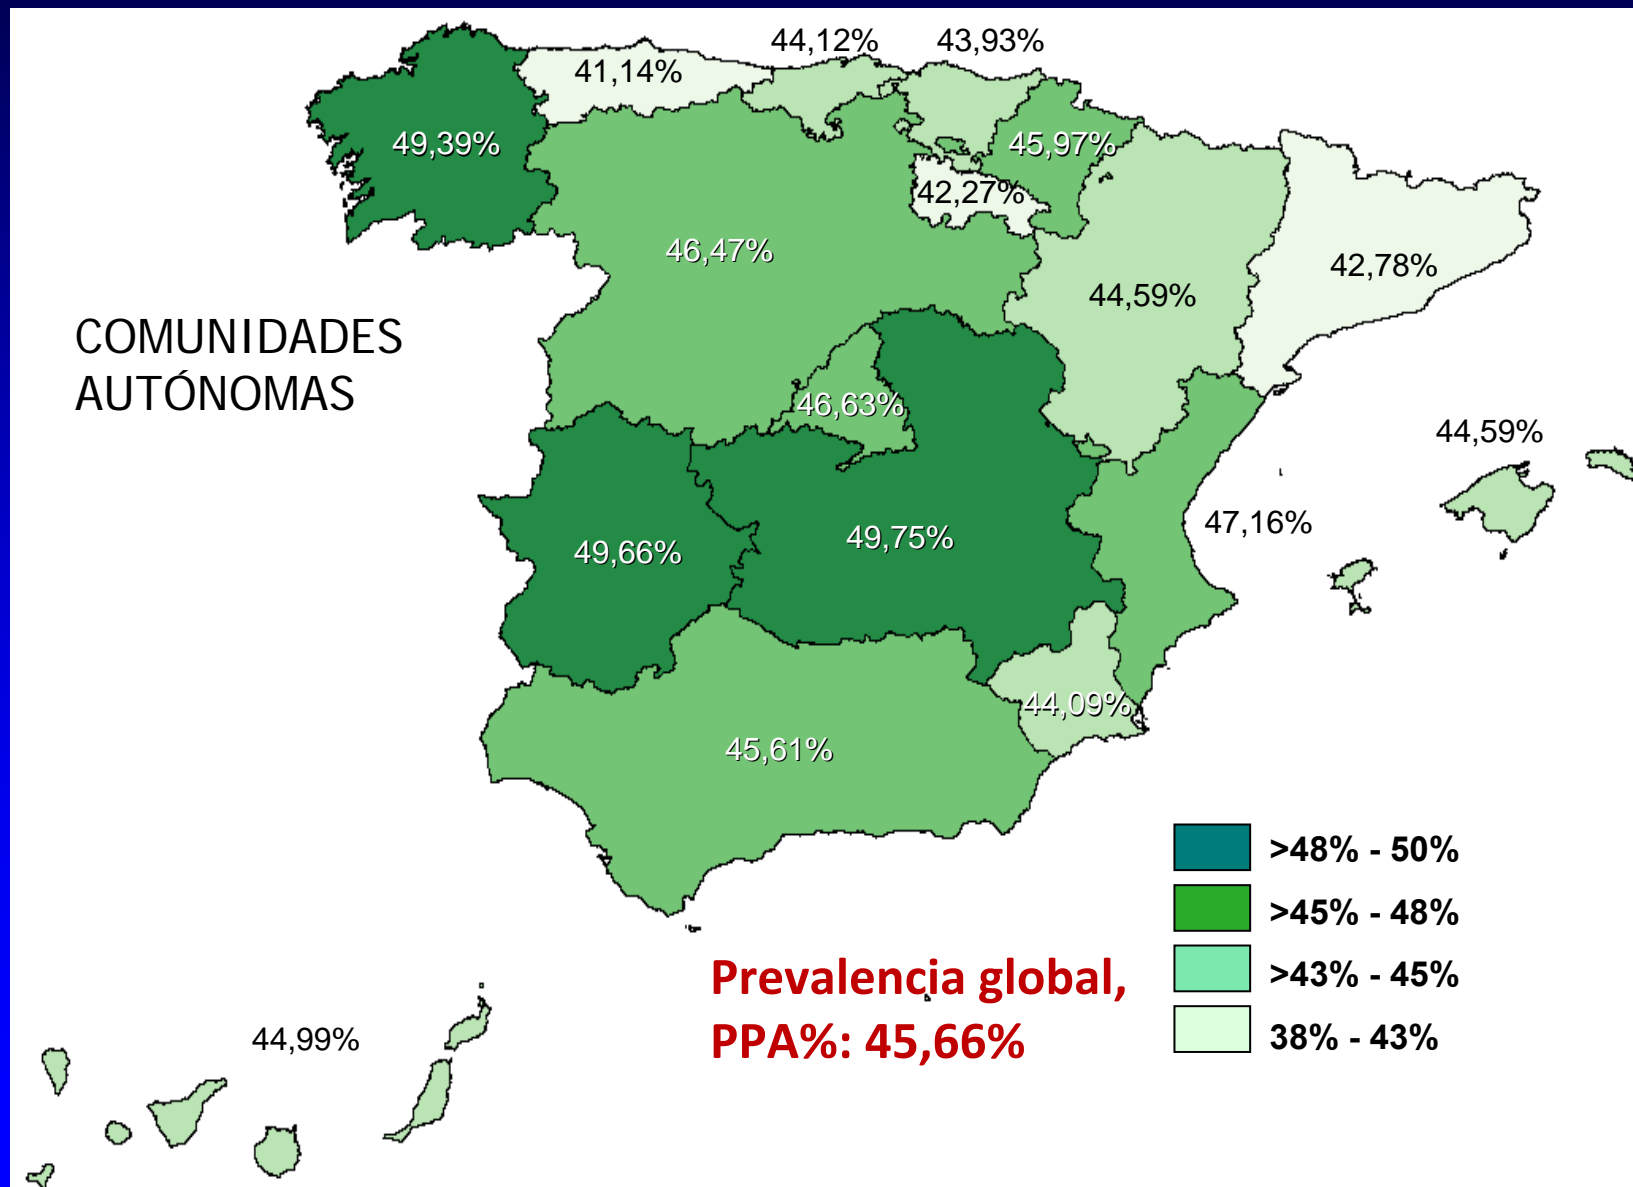 44,12%
43,93%
41,14%
49,39%
45,97%
42,27%
46,47%
42,78%
44,59%
COMUNIDADES
AUTÓNOMAS
46,63%
44,59%
47,16%
49,75%
49,66%
44,09%
45,61%
>48% - 50%
>45% - 48%
>43% - 45%
38% - 43%
Prevalencia global,
PPA%: 45,66%
44,99%